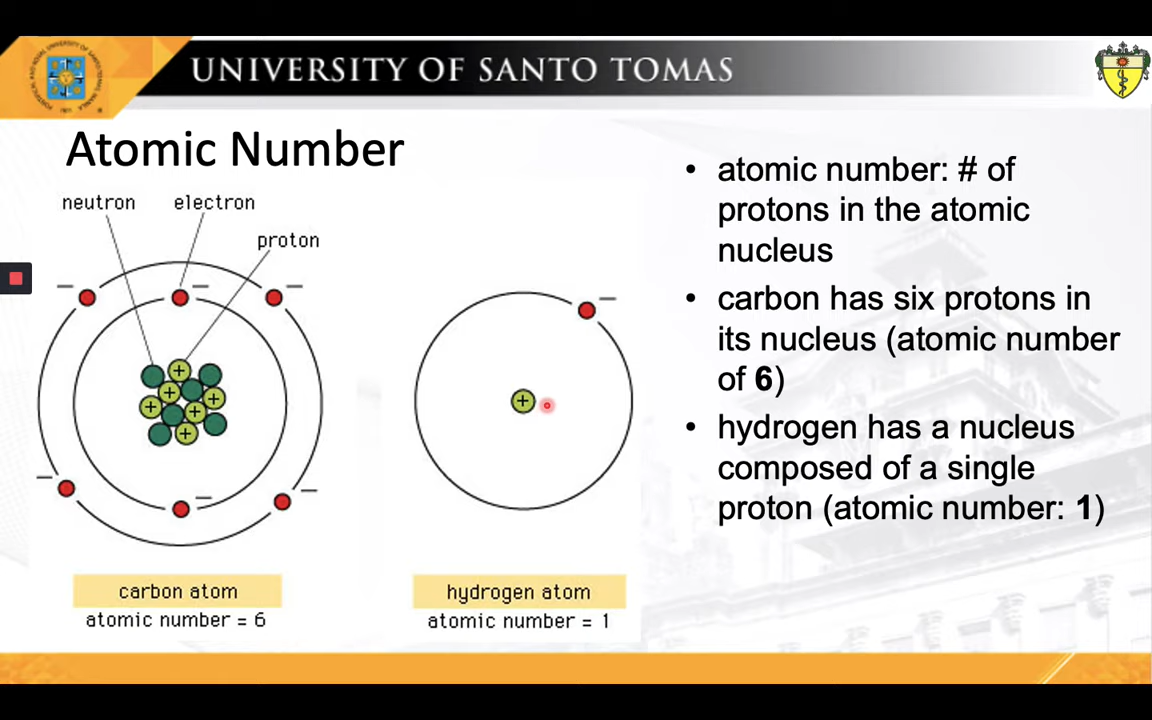 UNIVERSITY OF SANTO TOMAS
Atomic Number
neutron
electron
proton
carbon atom
atomic number = 6
hydrogen atom
atomic number = 1
• atomic number: # of
protons in the atomic
nucleus
• carbon has six protons in
its nucleus (atomic number
of 6)
• hydrogen has a nucleus
composed of a single
proton (atomic number: 1)